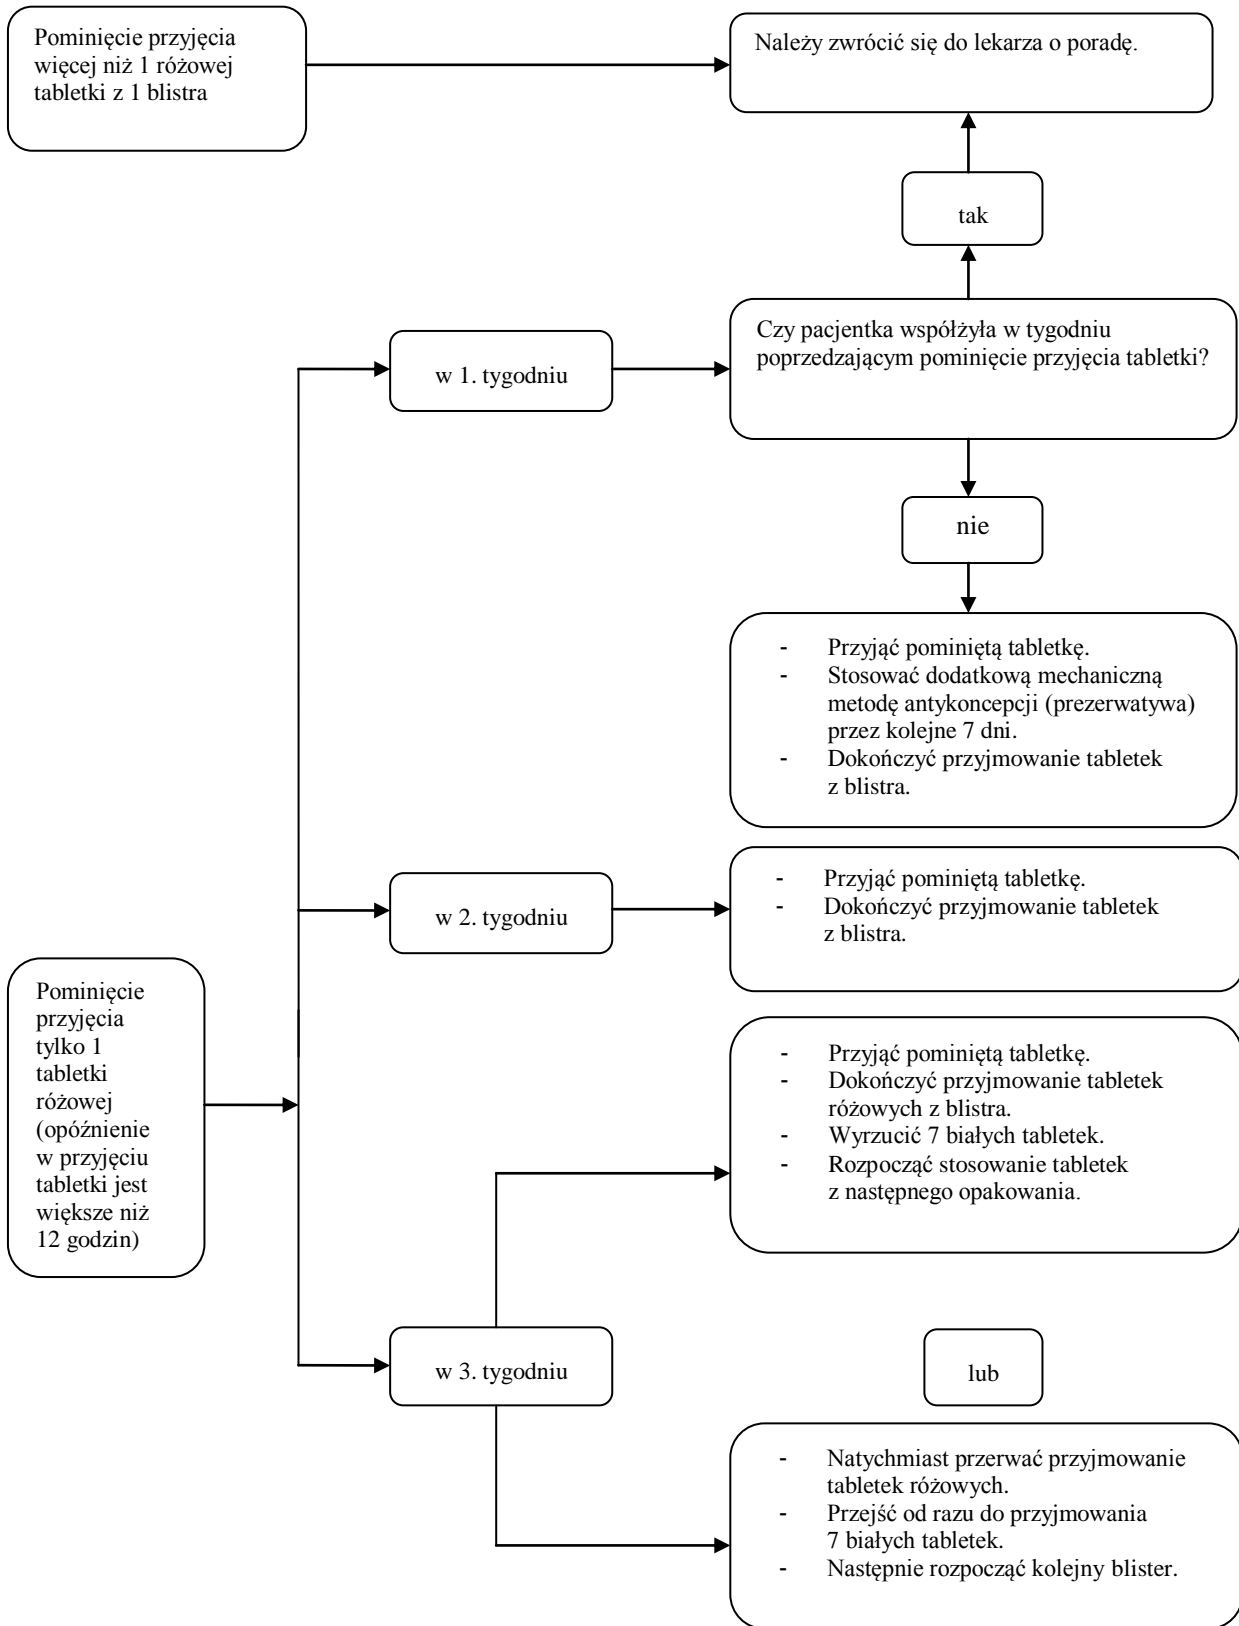 Pominięcie przyjęcia
więcej niż 1 różowej
tabletki z 1 blistra
Należy zwrócić się do lekarza o poradę.
tak
Czy pacjentka współżyła w tygodniu
poprzedzającym pominięcie przyjęcia tabletki?
w 1. tygodniu
nie
- Przyjąć pominiętą tabletkę.
- Stosować dodatkową mechaniczną
metodę antykoncepcji (prezerwatywa)
przez kolejne 7 dni.
- Dokończyć przyjmowanie tabletek
z blistra.
w 2. tygodniu
- Przyjąć pominiętą tabletkę.
- Dokończyć przyjmowanie tabletek
z blistra.
Pominięcie
przyjęcia
tylko 1
tabletki
różowej
(opóźnienie
w przyjęciu
tabletki jest
większe niż
12 godzin)
- Przyjąć pominiętą tabletkę.
- Dokończyć przyjmowanie tabletek
różowych z blistra.
- Wyrzucić 7 białych tabletek.
- Rozpocząć stosowanie tabletek
z następnego opakowania.
w 3. tygodniu
lub
- Natychmiast przerwać przyjmowanie
tabletek różowych.
- Przejść od razu do przyjmowania
7 białych tabletek.
- Następnie rozpocząć kolejny blister.